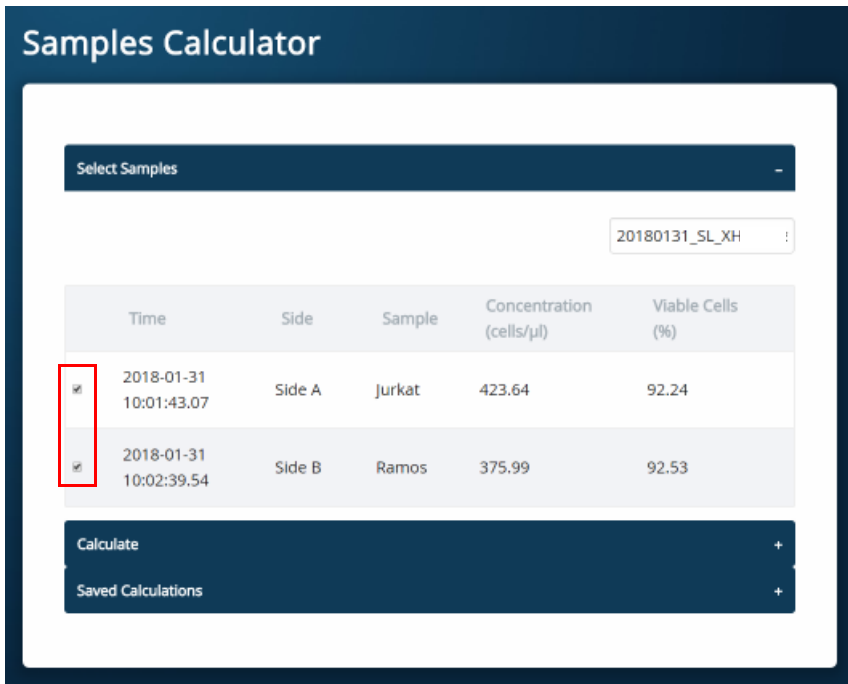 Samples Calculator
Select Samples –
20180131_SL_XH
Time Side Sample Concentration (cells/µl) Viable Cells (%)
2018-01-31 10:01:43.07 Side A Jurkat 423.64 92.24
2018-01-31 10:02:39.54 Side B Ramos 375.99 92.53
Calculate +
Saved Calculations +